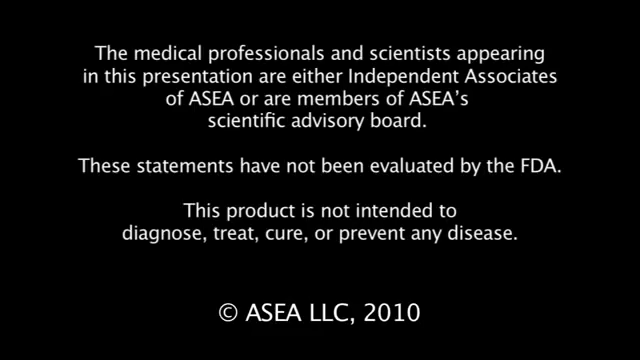 The medical professionals and scientists appearing
in this presentation are either Independent Associates
of ASEA or are members of ASEA's
scientific advisory board.
These statements have not been evaluated by the FDA.
This product is not intended to
diagnose, treat, cure, or prevent any disease.
© ASEA LLC, 2010